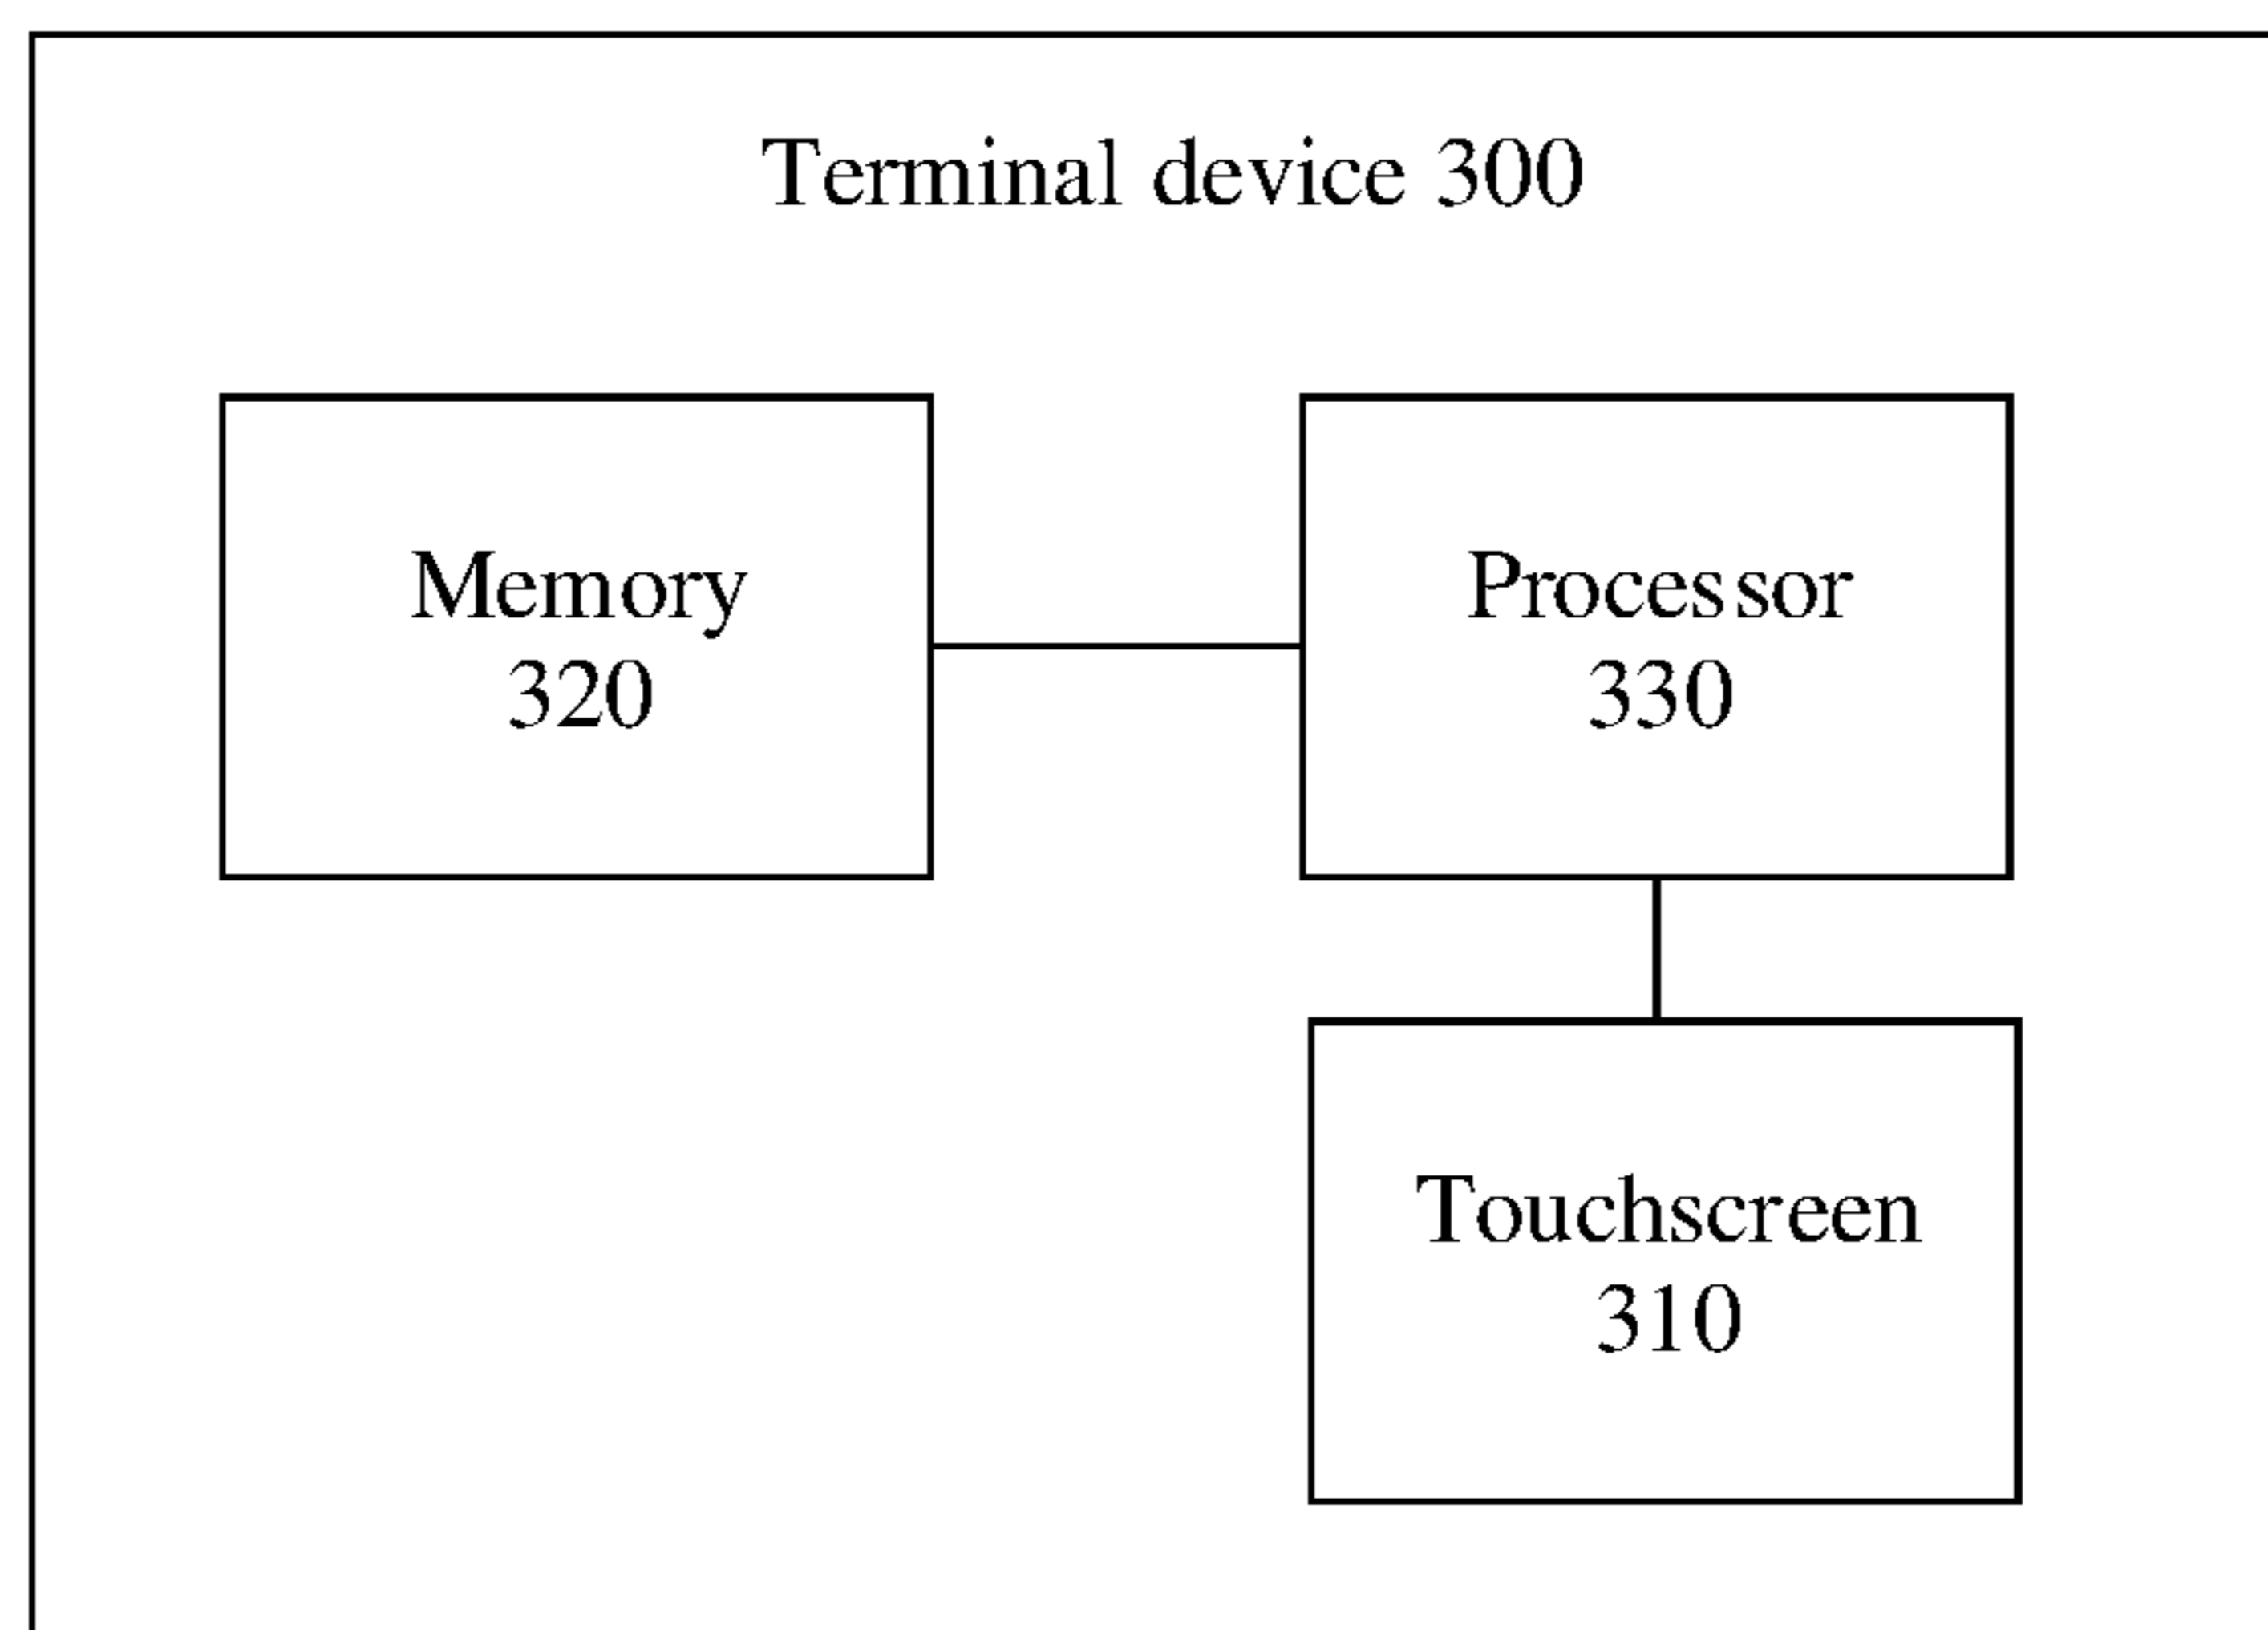 Terminal device 300
Memory
320
Processor
330
Touchscreen
310